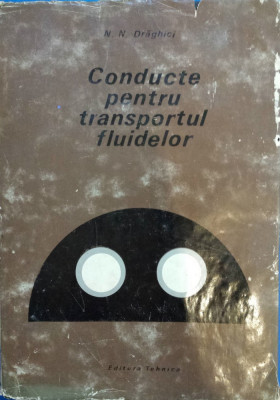 N. N. Drăghici
Conducte
pentru
transportul
fluidelor
Editura Tehnică